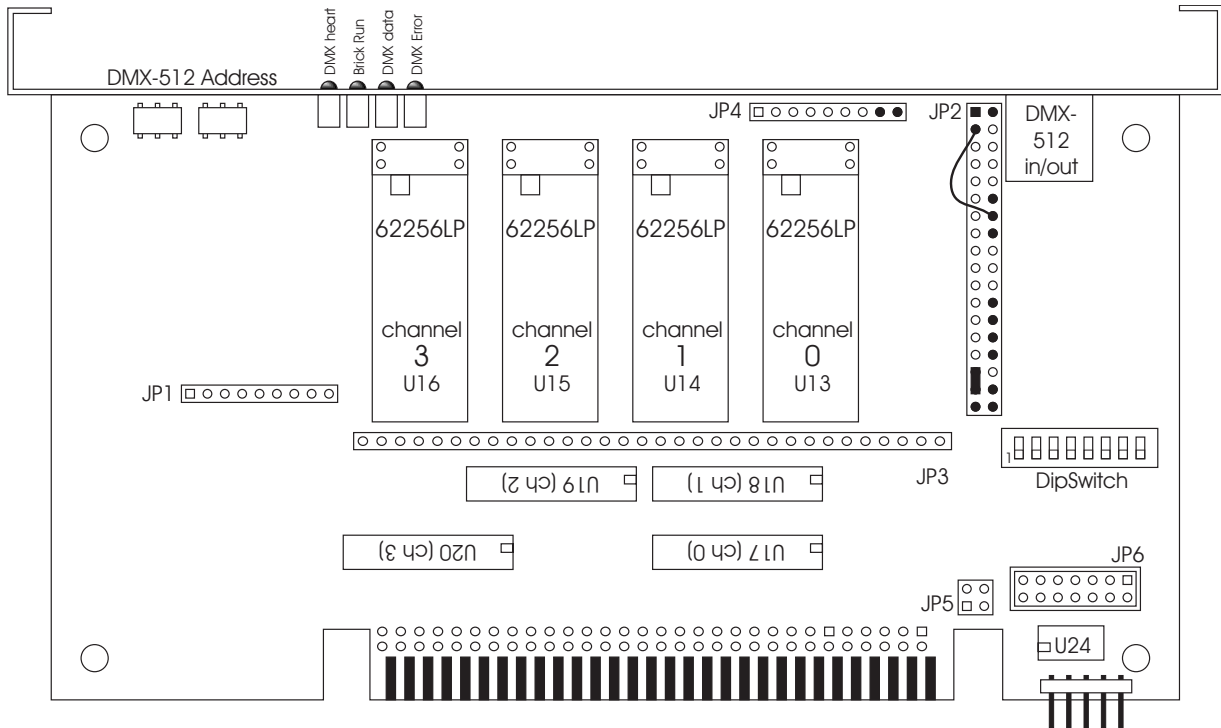 DMX heart
Brick Run
DMX data
DMX Error
DMX-512 Address
JP4
JP2
DMX-
512
in/out
62256LP
62256LP
62256LP
62256LP
channel
3
U16
channel
2
U15
channel
1
U14
channel
0
U13
JP1
JP3
1
DipSwitch
U19 (ch 2)
U18 (ch 1)
U20 (ch 3)
U17 (ch 0)
JP6
JP5
U24